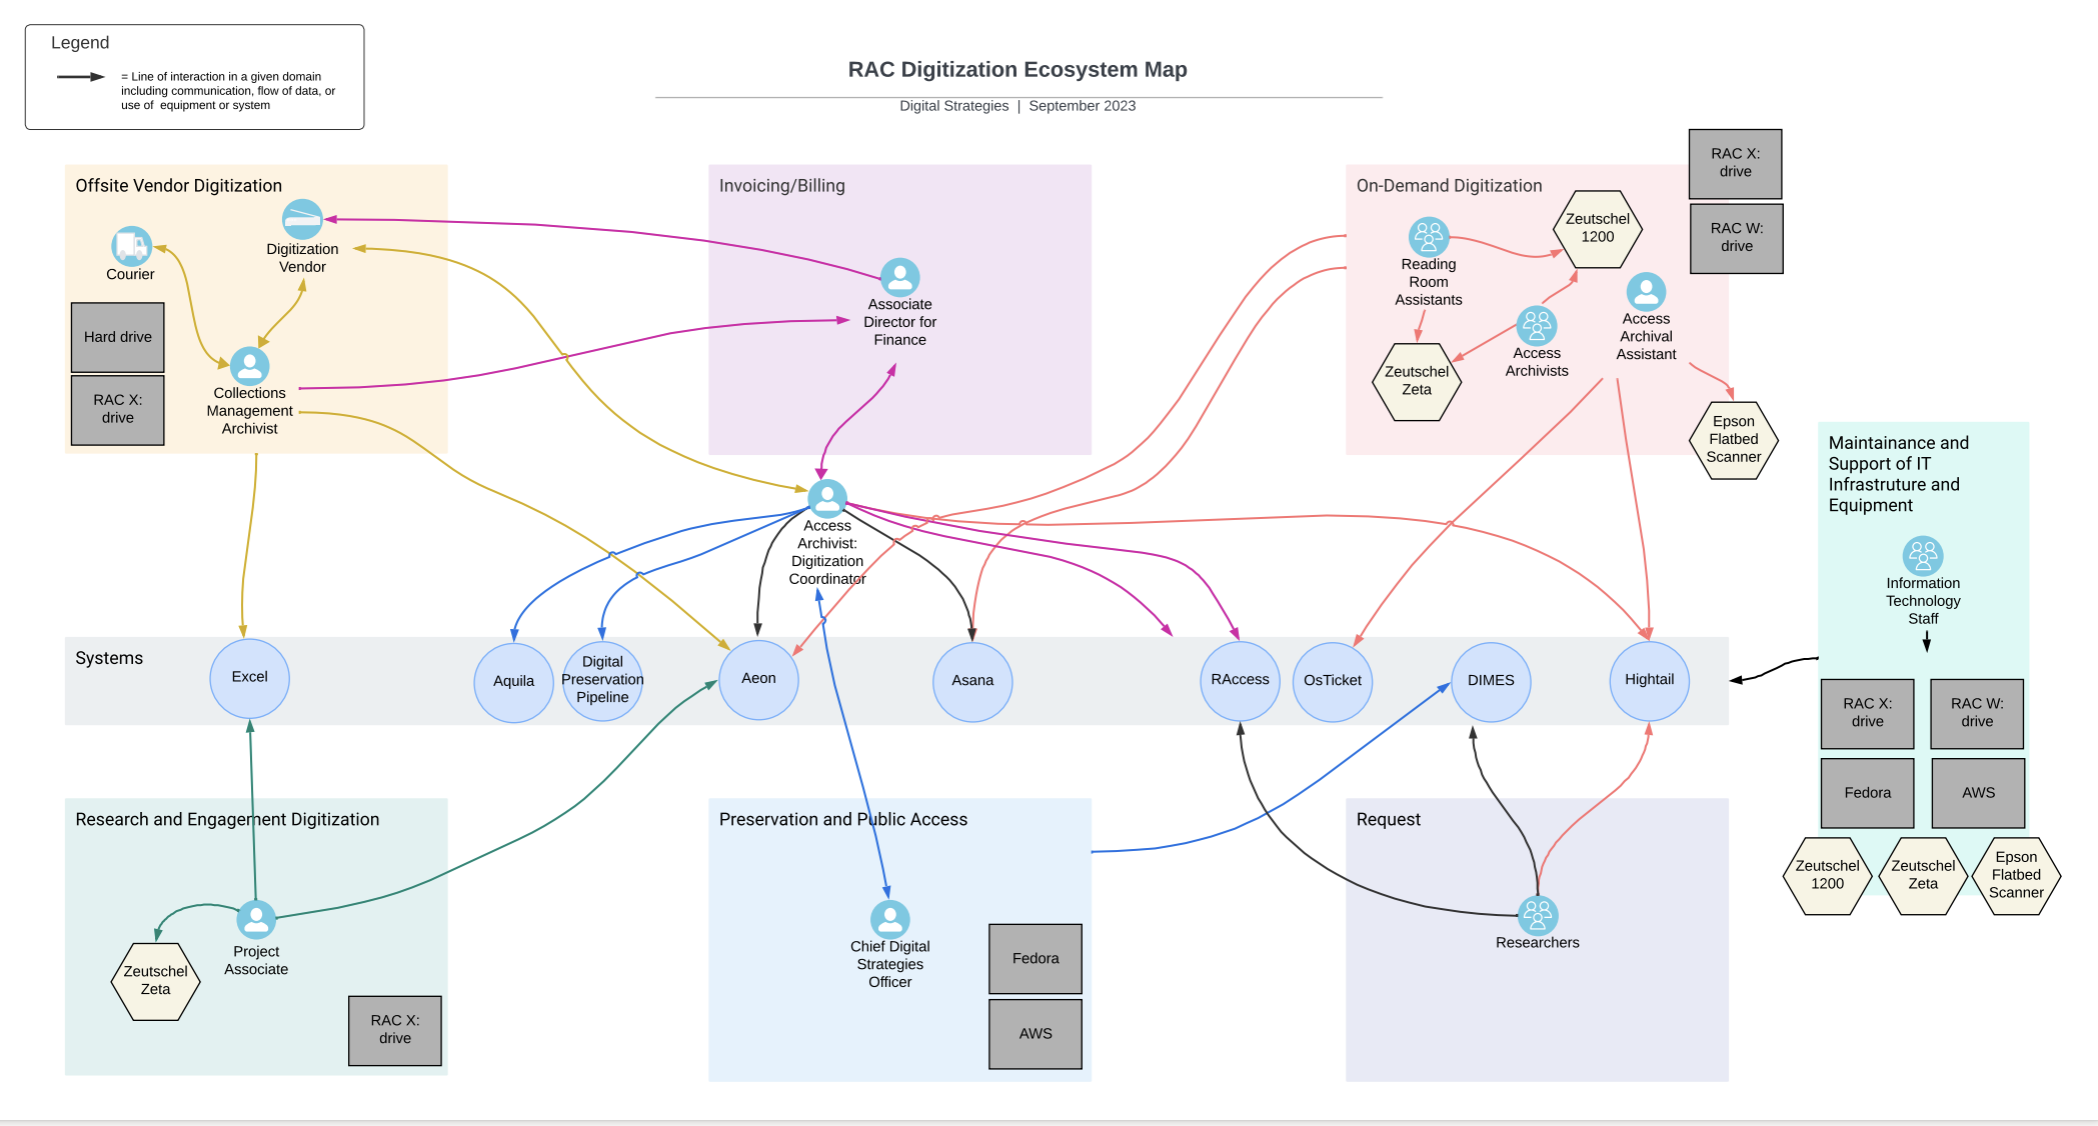 Legend
= Line of interaction in a given domain
including communication, flow of data, or
use of equipment or system
RAC Digitization Ecosystem Map
Digital Strategies | September 2023
Offsite Vendor Digitization
Courier
Digitization
Vendor
Hard drive
RAC X:
drive
Collections
Management
Archivist
Invoicing/Billing
Associate
Director for
Finance
On-Demand Digitization
Reading
Room
Assistants
Zeutschel
1200
Access
Archivists
Zeutschel
Zeta
Access
Archival
Assistant
Epson
Flatbed
Scanner
RAC X:
drive
RAC W:
drive
Access
Archivist:
Digitization
Coordinator
Maintainance and
Support of IT
Infrastruture and
Equipment
Information
Technology
Staff
RAC X:
drive
RAC W:
drive
Fedora
AWS
Zeutschel
1200
Zeutschel
Zeta
Epson
Flatbed
Scanner
Systems
Excel
Aquila
Digital
Preservation
Pipeline
Aeon
Asana
RAccess
OsTicket
DIMES
Hightail
Research and Engagement Digitization
Project
Associate
Zeutschel
Zeta
RAC X:
drive
Preservation and Public Access
Chief Digital
Strategies
Officer
Fedora
AWS
Request
Researchers